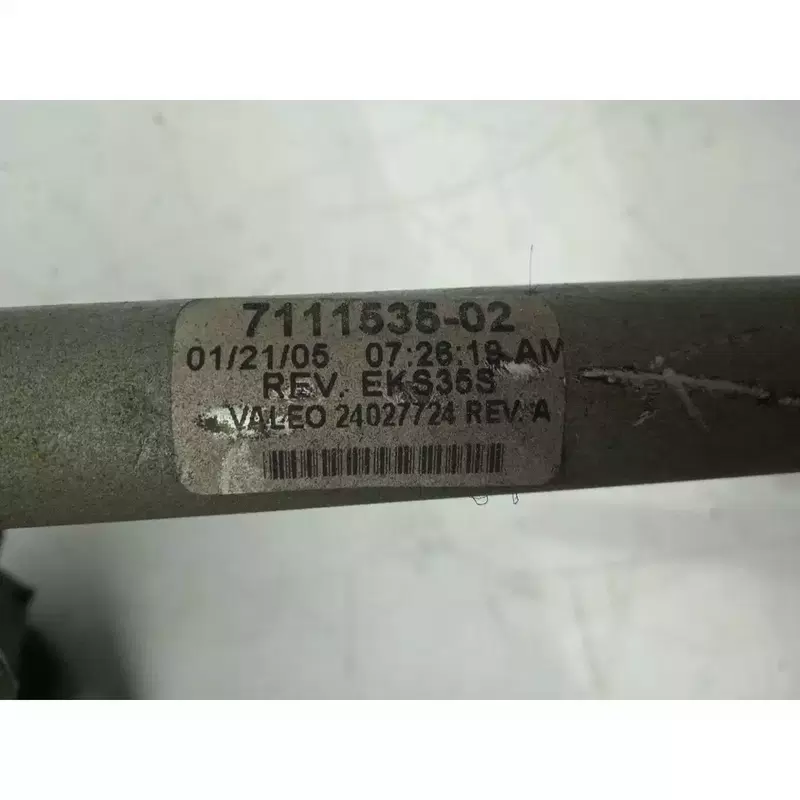 7111535-02
01/21/05 07:26:19 AM
REV. EKS35S
VALEO 24027724 REV. A